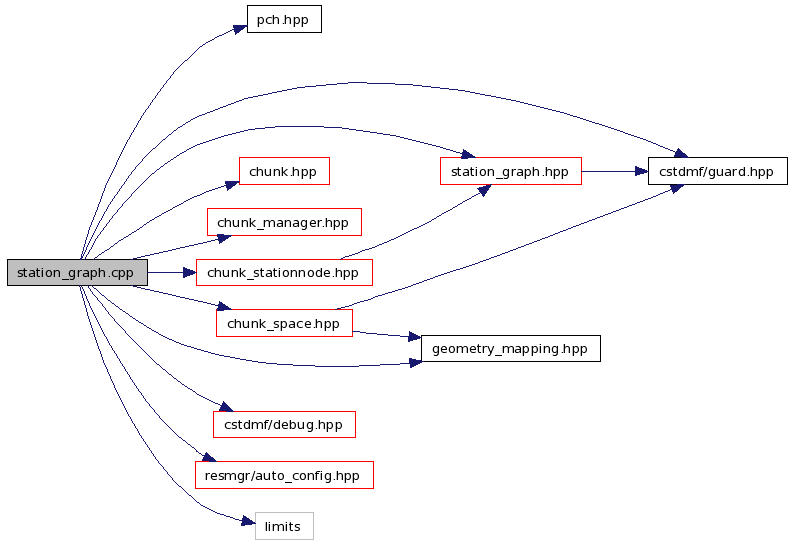 pch.hpp
chunk.hpp
station_graph.hpp
cstdmf/guard.hpp
chunk_manager.hpp
station_graph.cpp
chunk_stationnode.hpp
chunk_space.hpp
geometry_mapping.hpp
cstdmf/debug.hpp
resmgr/auto_config.hpp
limits